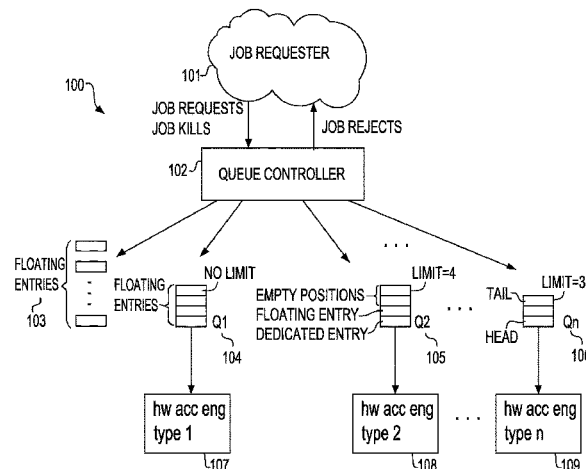 JOB REQUESTER
101
100
JOB REQUESTS
JOB KILLS
JOB REJECTS
102
QUEUE CONTROLLER
. . .
FLOATING
ENTRIES
103
FLOATING
ENTRIES
NO LIMIT
Q1
104
EMPTY POSITIONS
FLOATING ENTRY
DEDICATED ENTRY
LIMIT=4
Q2
105
. . .
TAIL
HEAD
LIMIT=3
Qn
106
hw acc eng
type 1
107
hw acc eng
type 2
108
. . .
hw acc eng
type n
109